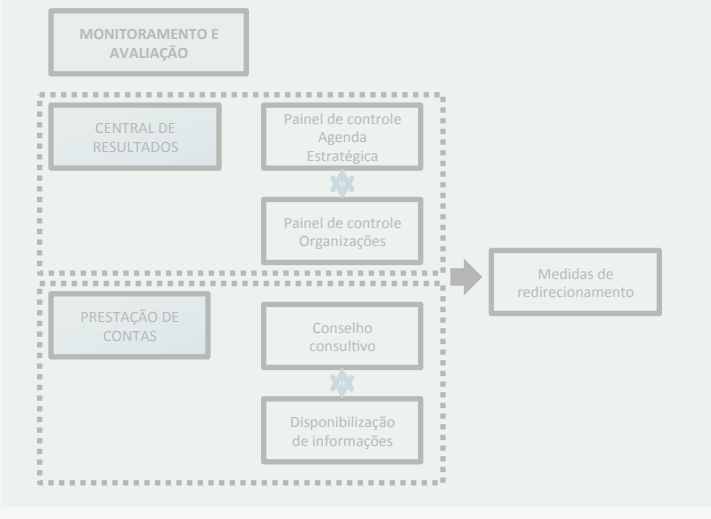 MONITORAMENTO E
AVALIAÇÃO
CENTRAL DE
RESULTADOS
Painel de controle
Agenda
Estratégica
Painel de controle
Organizações
Medidas de
redirecionamento
PRESTAÇÃO DE
CONTAS
Conselho
consultivo
Disponibilização
de informações